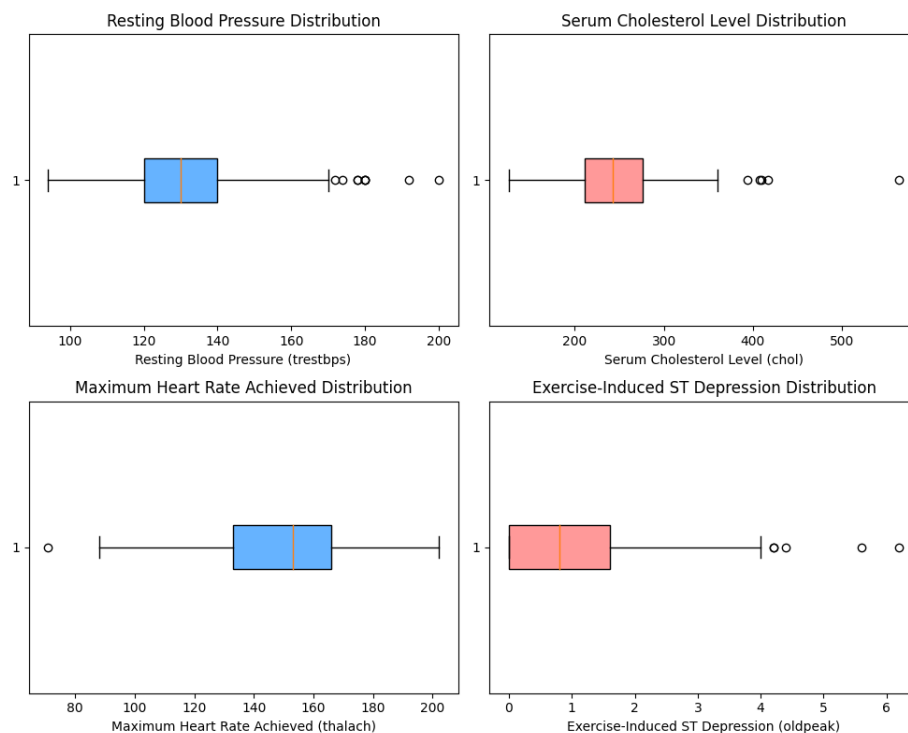 Resting Blood Pressure Distribution
1
100 120 140 160 180 200
Resting Blood Pressure (trestbps)
Serum Cholesterol Level Distribution
1
200 300 400 500
Serum Cholesterol Level (chol)
Maximum Heart Rate Achieved Distribution
1
80 100 120 140 160 180 200
Maximum Heart Rate Achieved (thalach)
Exercise-Induced ST Depression Distribution
1
0 1 2 3 4 5 6
Exercise-Induced ST Depression (oldpeak)